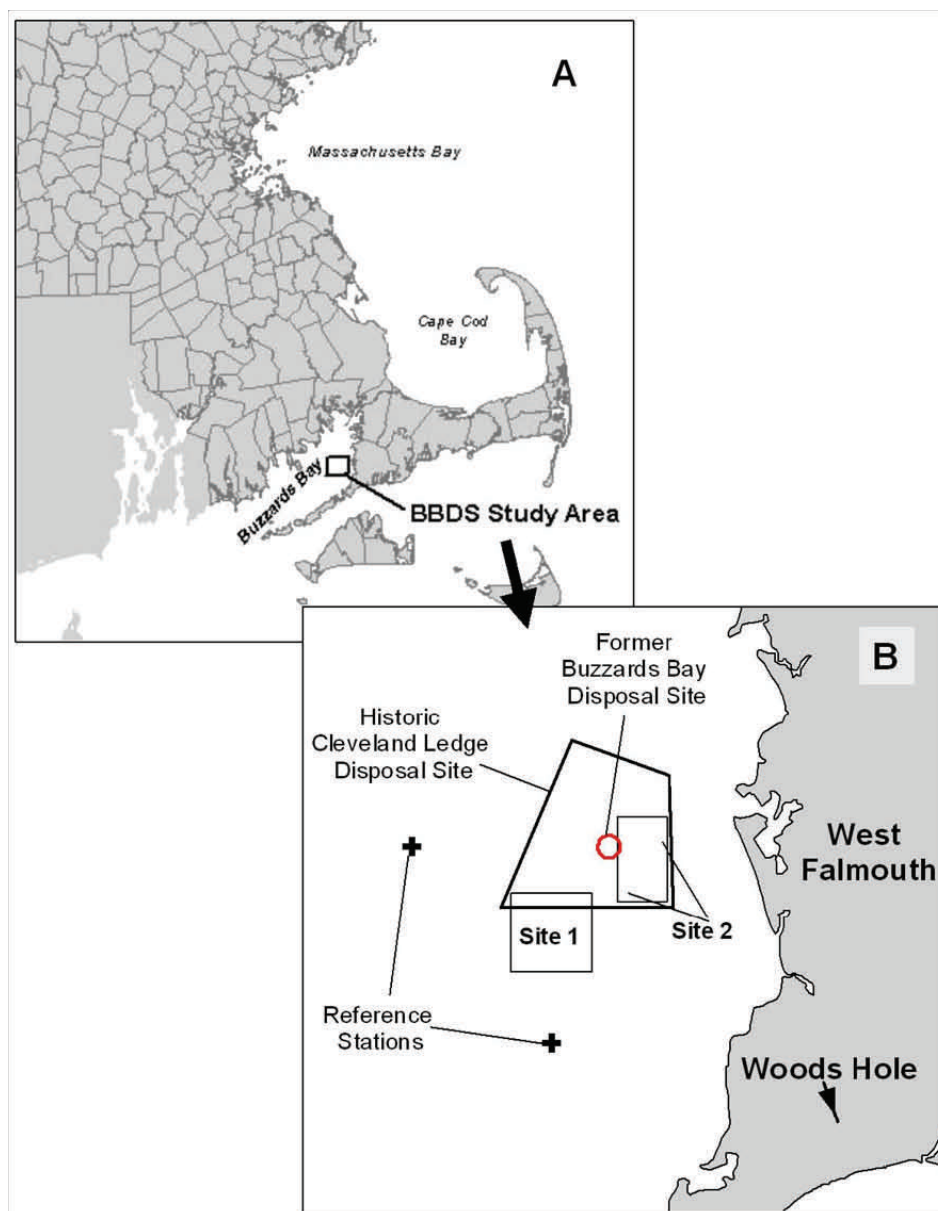 A
Massachusetts Bay
Cape Cod
Bay
Buzzards Bay
BBDS Study Area
B
Former
Buzzards Bay
Disposal Site
Historic
Cleveland Ledge
Disposal Site
West
Falmouth
Site 1
Site 2
Reference
Stations
Woods Hole